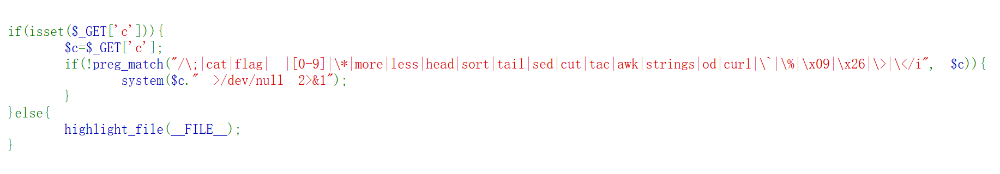 if(isset($_GET['c'])){
    $c=$_GET['c'];
    if(!preg_match("/\;|cat|flag| |[0-9]|\*|more|less|head|sort|tail|sed|cut|tac|awk|strings|od|curl|\`|\%|\x09|\x26|\>|\</i", $c)){
        system($c." >/dev/null 2>&1");
    }
}else{
    highlight_file(__FILE__);
}